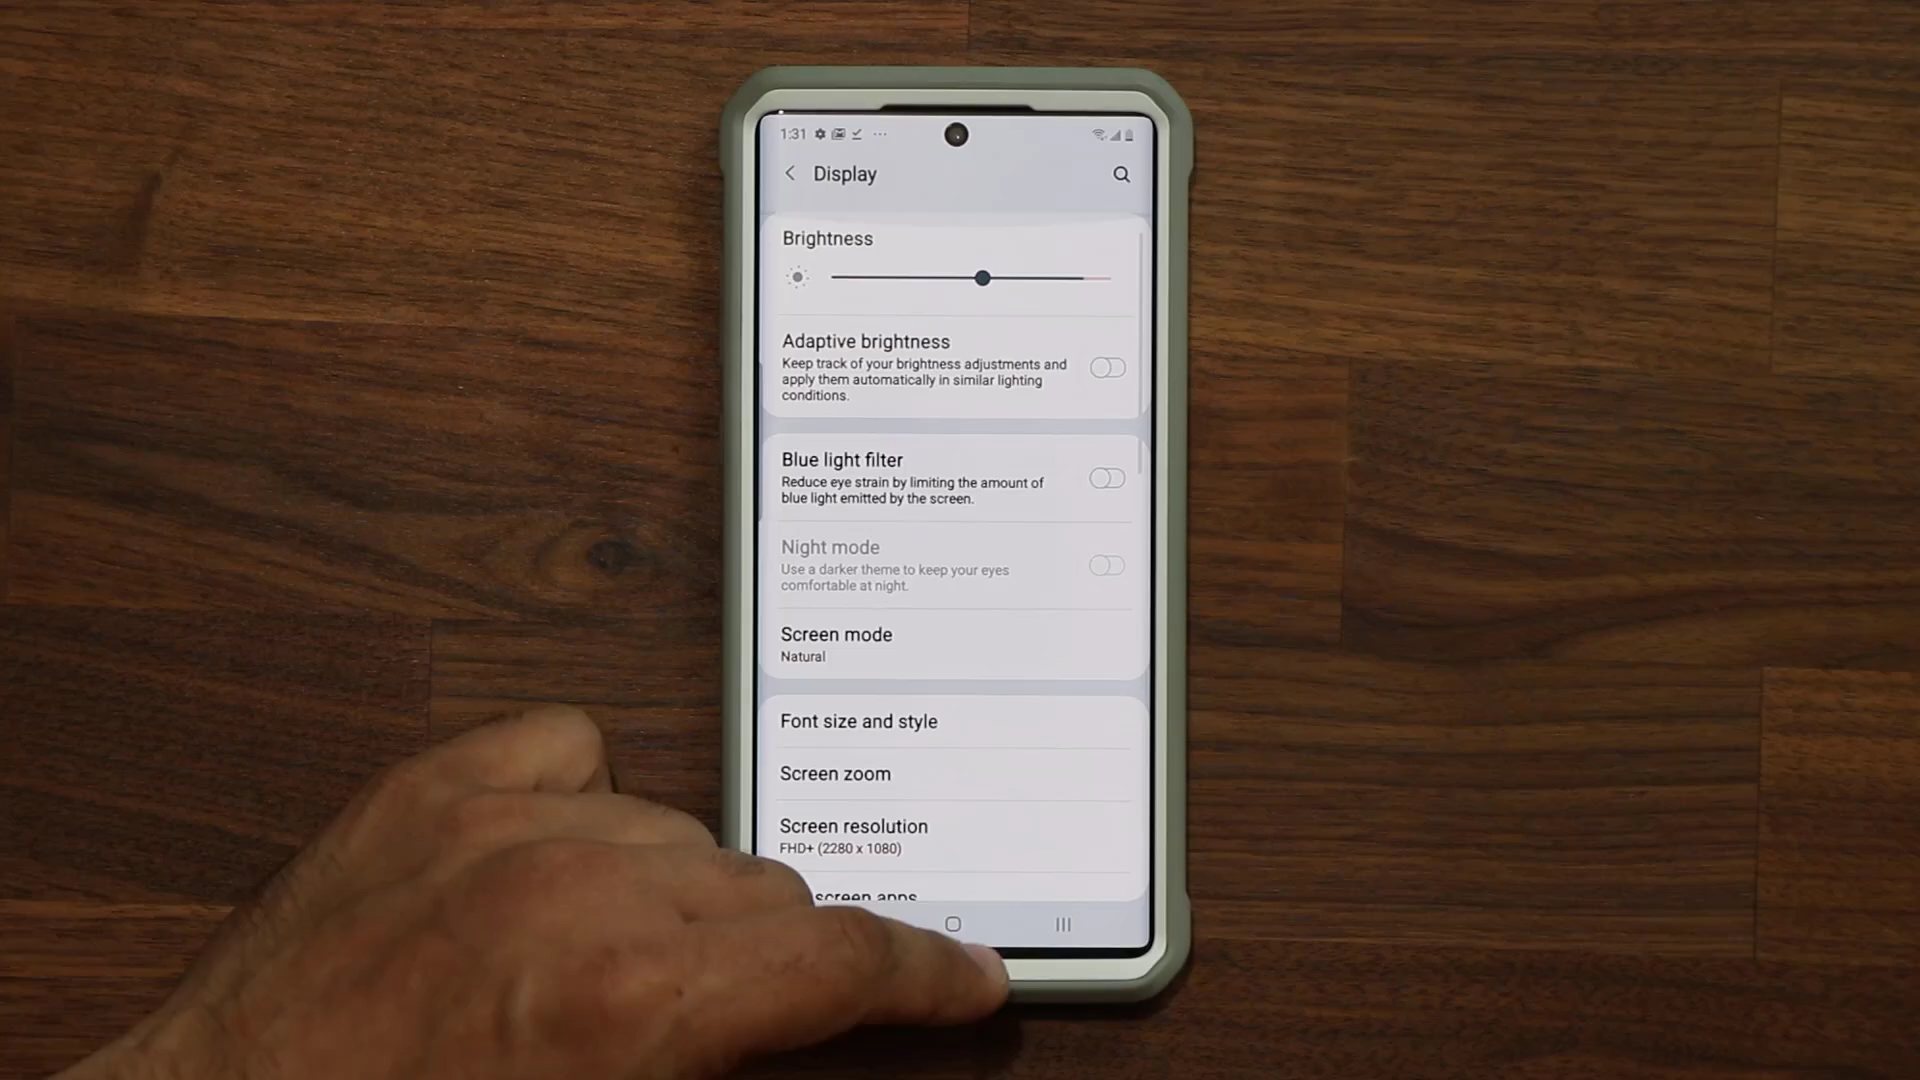 1:31
Display
Brightness
Adaptive brightness
Keep track of your brightness adjustments and
apply them automatically in similar lighting
conditions.
Blue light filter
Reduce eye strain by limiting the amount of
blue light emitted by the screen.
Night mode
Use a darker theme to keep your eyes
comfortable at night.
Screen mode
Natural
Font size and style
Screen zoom
Screen resolution
FHD+ (2280 x 1080)
screen apps